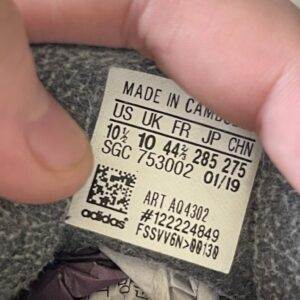 MADE IN CAMBO
US UK FR JP CHN
10½ 10 44⅔ 285 275
SGC 753002 01/19
ART AQ4302
#122224849
FSSVV6N>00130
adidas